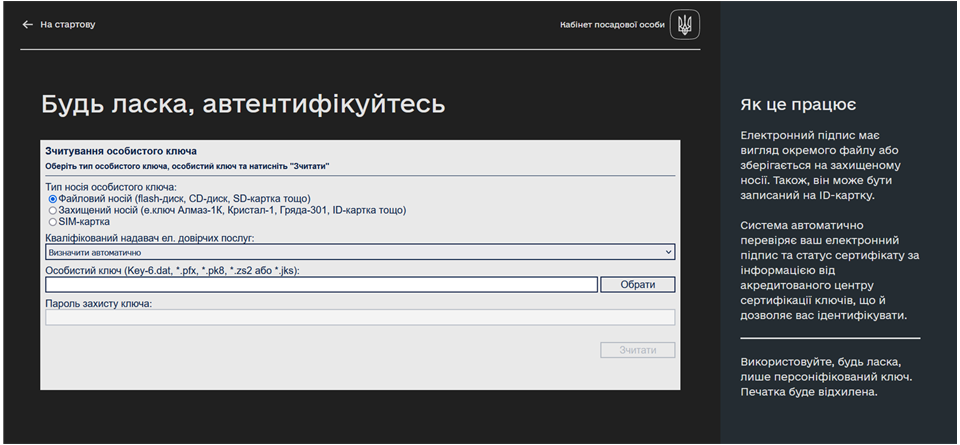 ← На стартову
Кабінет посадової особи
Будь ласка, автентифікуйтесь
Зчитування особистого ключа
Оберіть тип особистого ключа, особистий ключ та натисніть "Зчитати"
Тип носія особистого ключа:
Файловий носій (flash-диск, CD-диск, SD-картка тощо)
Захищений носій (е.ключ Алмаз-1К, Кристал-1, Гряда-301, ID-картка тощо)
SIM-картка
Кваліфікований надавач ел. довірчих послуг:
Визначити автоматично
Особистий ключ (Key-6.dat, *.pfx, *.pk8, *.zs2 або *.jks):
Обрати
Пароль захисту ключа:
Зчитати
Як це працює
Електронний підпис має
вигляд окремого файлу або
зберігається на захищеному
носії. Також, він може бути
записаний на ID-картку.
Система автоматично
перевіряє ваш електронний
підпис та статус сертифікату за
інформацією від
акредитованого центру
сертифікації ключів, що й
дозволяє вас ідентифікувати.
Використовуйте, будь ласка,
лише персоніфікований ключ.
Печатка буде відхилена.